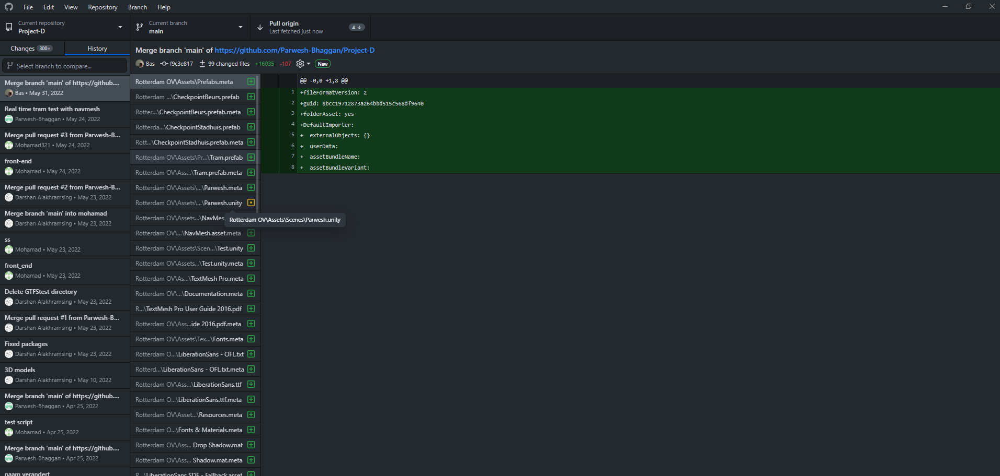 File Edit View Repository Branch Help
Current repository
Project-D
Current branch
main
Pull origin
Last fetched just now
4
Changes 300+
History
Select branch to compare...
Merge branch 'main' of https://github....
Bas • May 31, 2022
Real time tram test with navmesh
Parwesh-Bhaggan • May 24, 2022
Merge pull request #3 from Parwesh-B...
Mohamad321 • May 24, 2022
front-end
Mohamad • May 24, 2022
Merge pull request #2 from Parwesh-B...
Darshan Alakhramsing • May 23, 2022
Merge branch 'main' into mohamad
Darshan Alakhramsing • May 23, 2022
ss
Mohamad • May 23, 2022
front_end
Mohamad • May 23, 2022
Delete GTFStest directory
Darshan Alakhramsing • May 23, 2022
Merge pull request #1 from Parwesh-B...
Darshan Alakhramsing • May 23, 2022
Fixed packages
Darshan Alakhramsing • May 23, 2022
3D models
Darshan Alakhramsing • May 10, 2022
Merge branch 'main' of https://github....
Parwesh-Bhaggan • Apr 25, 2022
test script
Mohamad • Apr 25, 2022
Merge branch 'main' of https://github....
Parwesh-Bhaggan • Apr 25, 2022
naam verandert
Merge branch 'main' of https://github.com/Parwesh-Bhaggan/Project-D
Bas f9c3e817 99 changed files +16035 -107 New
Rotterdam OV\Assets\Prefabs.meta
Rotterdam ...\CheckpointBeurs.prefab
Rotter...\CheckpointBeurs.prefab.meta
Rotterda...\CheckpointStadhuis.prefab
Rott...\CheckpointStadhuis.prefab.meta
Rotterdam OV\Assets\Pr...\Tram.prefab
Rotterdam OV\Ass...\Tram.prefab.meta
Rotterdam OV\Assets\...\Parwesh.meta
Rotterdam OV\Assets\...\Parwesh.unity
Rotterdam OV\Assets...\NavMes
Rotterdam OV\Assets\Scenes\Parwesh.unity
Rotterdam OV\...\NavMesh.asset.meta
Rotterdam OV\Assets\Scen...\Test.unity
Rotterdam OV\Assets...\Test.unity.meta
Rotterdam OV\As...\TextMesh Pro.meta
Rotterdam OV\...\Documentation.meta
R...\TextMesh Pro User Guide 2016.pdf
Rotterdam OV\Ass...ide 2016.pdf.meta
Rotterdam OV\Assets\Tex...\Fonts.meta
Rotterdam O...\LiberationSans - OFL.txt
Rotterd...\LiberationSans - OFL.txt.meta
Rotterdam OV\Ass...\LiberationSans.ttf
Rotterdam O...\LiberationSans.ttf.meta
Rotterdam OV\Asset...\Resources.meta
Rotterdam O...\Fonts & Materials.meta
Rotterdam OV\Ass... Drop Shadow.mat
Rotterdam OV\Ass... Shadow.mat.meta
R...\LiberationSans SDF - Fallback.asset
@@ -0,0 +1,8 @@
1 +fileFormatVersion: 2
2 +guid: 8bcc19712873a264bbd515c568df9640
3 +folderAsset: yes
4 +DefaultImporter:
5 +  externalObjects: {}
6 +  userData:
7 +  assetBundleName:
8 +  assetBundleVariant: